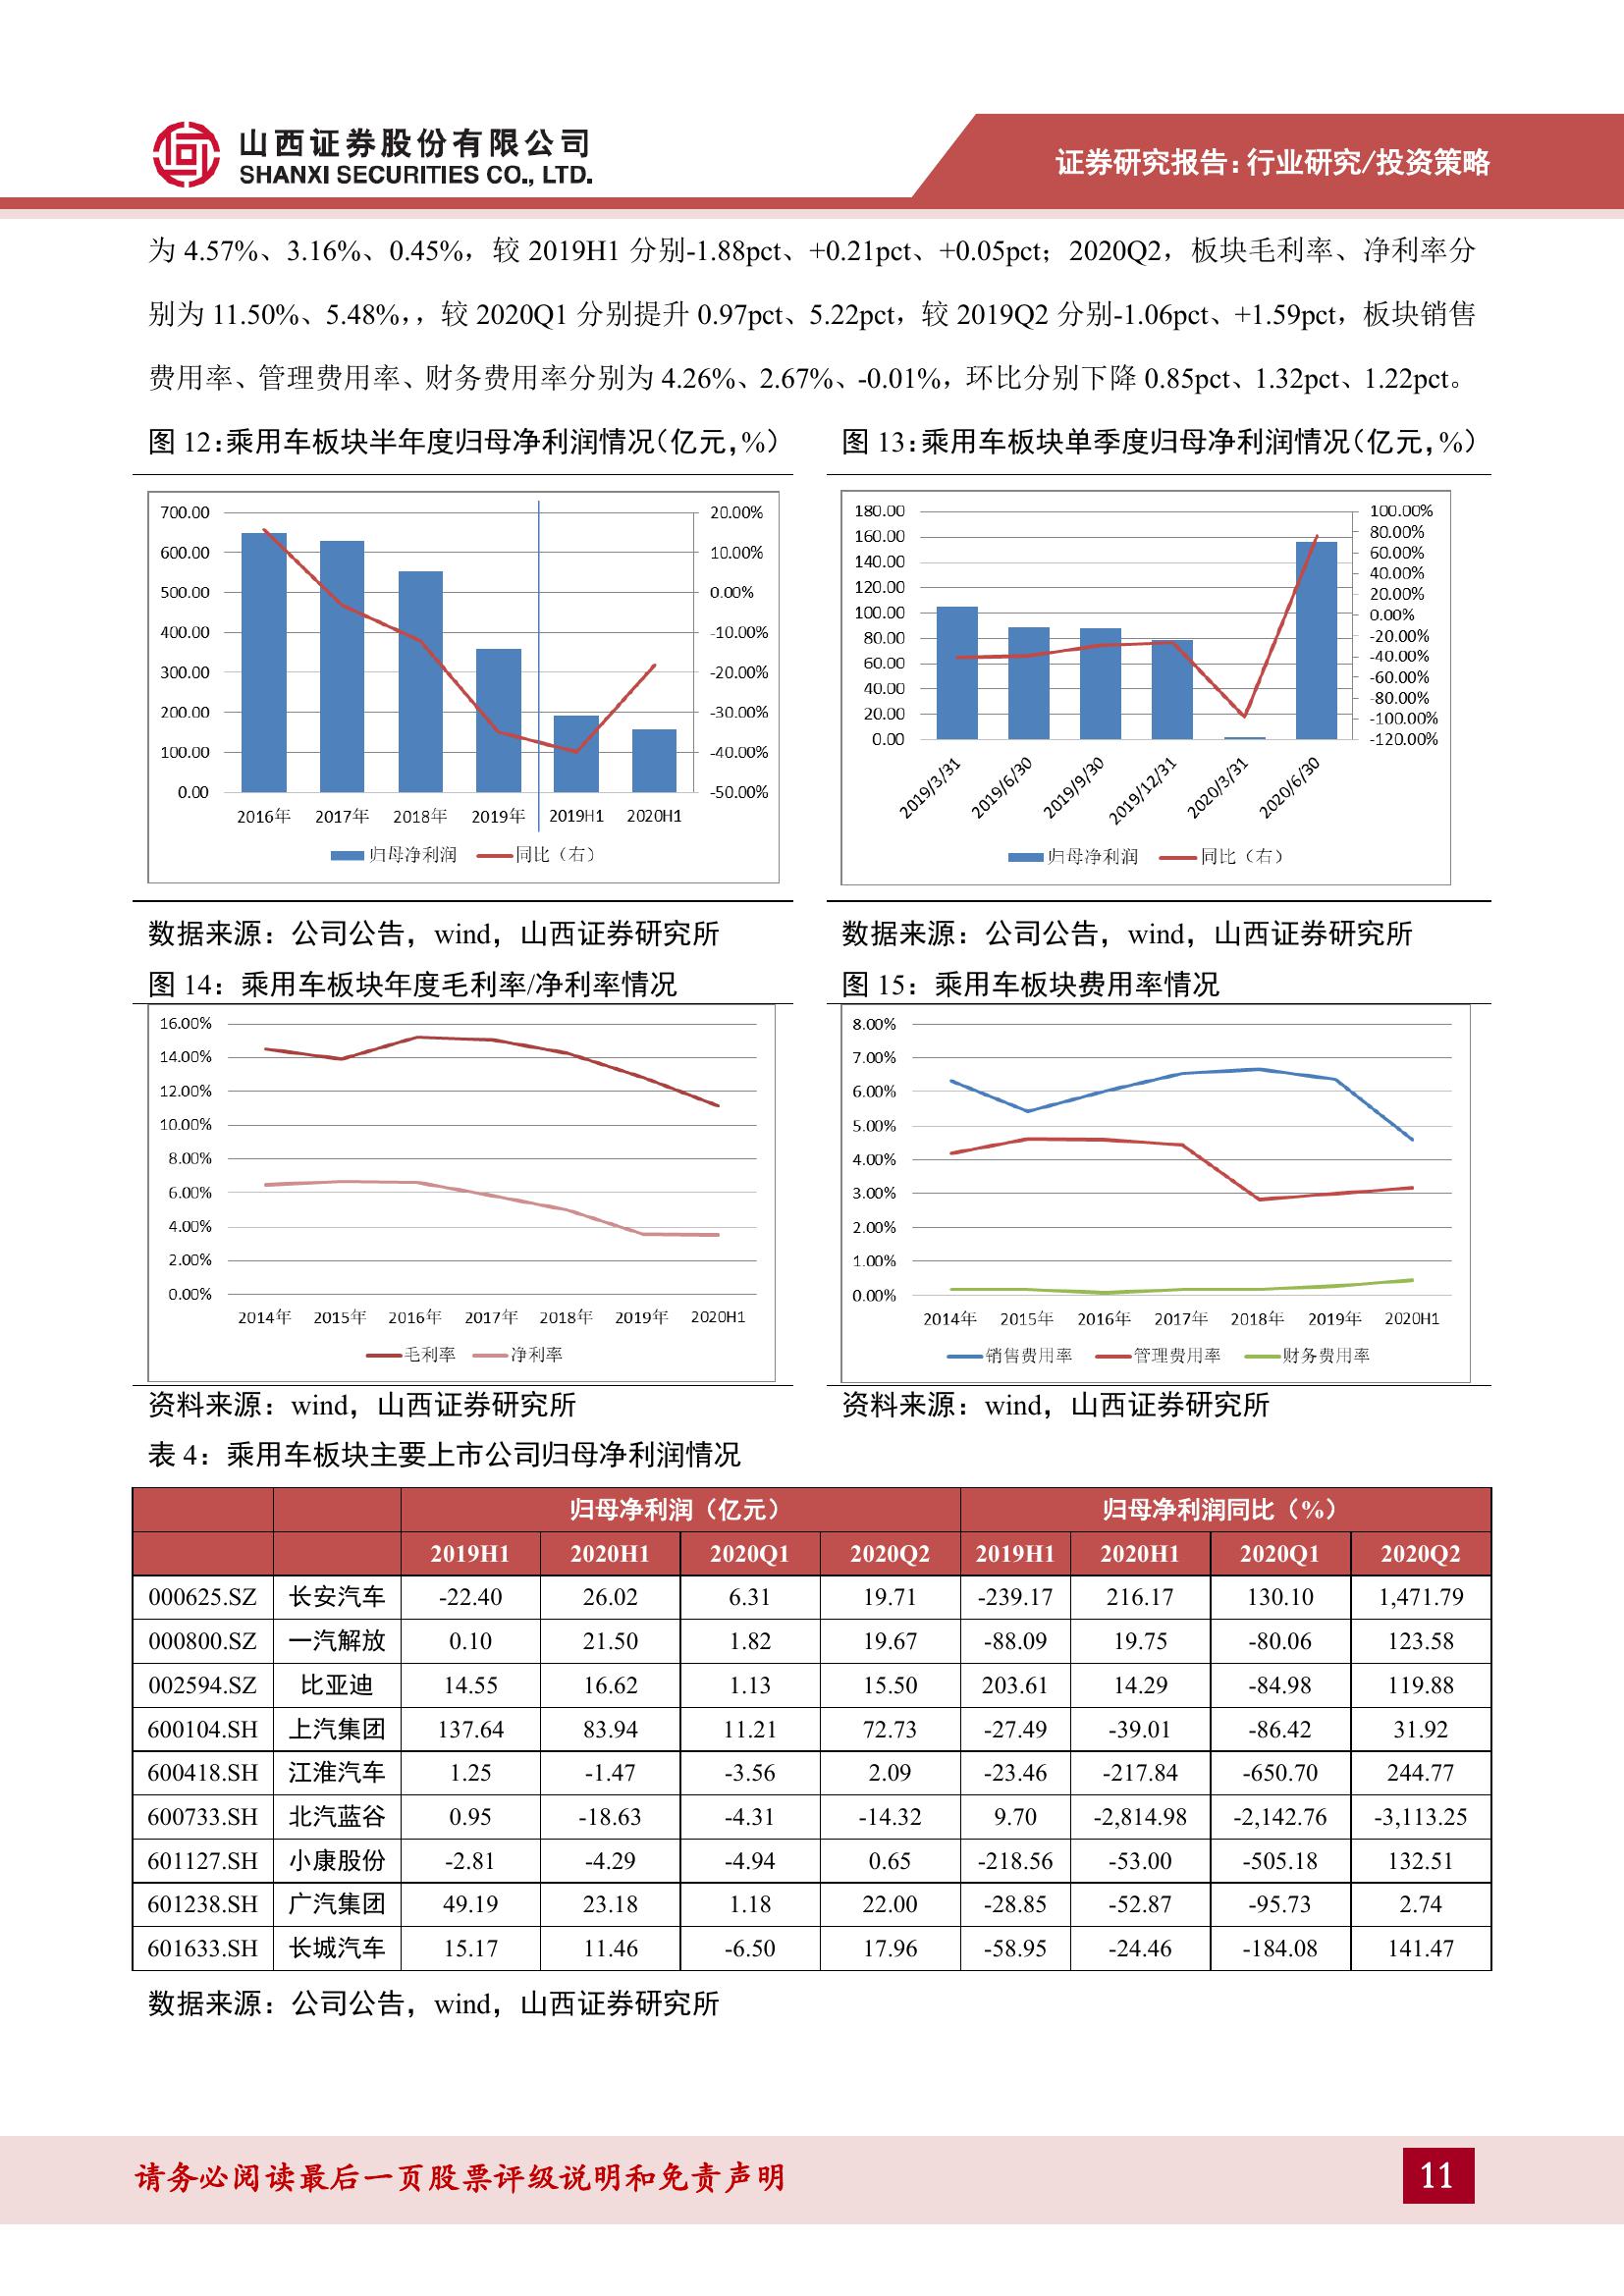 山西证券股份有限公司
SHANXI SECURITIES CO., LTD.
证券研究报告：行业研究/投资策略
为 4.57%、3.16%、0.45%，较 2019H1 分别-1.88pct、+0.21pct、+0.05pct；2020Q2，板块毛利率、净利率分
别为 11.50%、5.48%，，较 2020Q1 分别提升 0.97pct、5.22pct，较 2019Q2 分别-1.06pct、+1.59pct，板块销售
费用率、管理费用率、财务费用率分别为 4.26%、2.67%、-0.01%，环比分别下降 0.85pct、1.32pct、1.22pct。
图 12：乘用车板块半年度归母净利润情况（亿元，%）
700.00
600.00
500.00
400.00
300.00
200.00
100.00
0.00
20.00%
10.00%
0.00%
-10.00%
-20.00%
-30.00%
-40.00%
-50.00%
2016年 2017年 2018年 2019年 2019H1 2020H1
归母净利润 同比（右）
数据来源：公司公告，wind，山西证券研究所
图 13：乘用车板块单季度归母净利润情况（亿元，%）
180.00
160.00
140.00
120.00
100.00
80.00
60.00
40.00
20.00
0.00
100.00%
80.00%
60.00%
40.00%
20.00%
0.00%
-20.00%
-40.00%
-60.00%
-80.00%
-100.00%
-120.00%
2019/3/31 2019/6/30 2019/9/30 2019/12/31 2020/3/31 2020/6/30
归母净利润 同比（右）
数据来源：公司公告，wind，山西证券研究所
图 14：乘用车板块年度毛利率/净利率情况
16.00%
14.00%
12.00%
10.00%
8.00%
6.00%
4.00%
2.00%
0.00%
2014年 2015年 2016年 2017年 2018年 2019年 2020H1
毛利率 净利率
资料来源：wind，山西证券研究所
图 15：乘用车板块费用率情况
8.00%
7.00%
6.00%
5.00%
4.00%
3.00%
2.00%
1.00%
0.00%
2014年 2015年 2016年 2017年 2018年 2019年 2020H1
销售费用率 管理费用率 财务费用率
资料来源：wind，山西证券研究所
表 4：乘用车板块主要上市公司归母净利润情况
归母净利润（亿元） 归母净利润同比（%）
2019H1 2020H1 2020Q1 2020Q2 2019H1 2020H1 2020Q1 2020Q2
000625.SZ 长安汽车 -22.40 26.02 6.31 19.71 -239.17 216.17 130.10 1,471.79
000800.SZ 一汽解放 0.10 21.50 1.82 19.67 -88.09 19.75 -80.06 123.58
002594.SZ 比亚迪 14.55 16.62 1.13 15.50 203.61 14.29 -84.98 119.88
600104.SH 上汽集团 137.64 83.94 11.21 72.73 -27.49 -39.01 -86.42 31.92
600418.SH 江淮汽车 1.25 -1.47 -3.56 2.09 -23.46 -217.84 -650.70 244.77
600733.SH 北汽蓝谷 0.95 -18.63 -4.31 -14.32 9.70 -2,814.98 -2,142.76 -3,113.25
601127.SH 小康股份 -2.81 -4.29 -4.94 0.65 -218.56 -53.00 -505.18 132.51
601238.SH 广汽集团 49.19 23.18 1.18 22.00 -28.85 -52.87 -95.73 2.74
601633.SH 长城汽车 15.17 11.46 -6.50 17.96 -58.95 -24.46 -184.08 141.47
数据来源：公司公告，wind，山西证券研究所
请务必阅读最后一页股票评级说明和免责声明
11